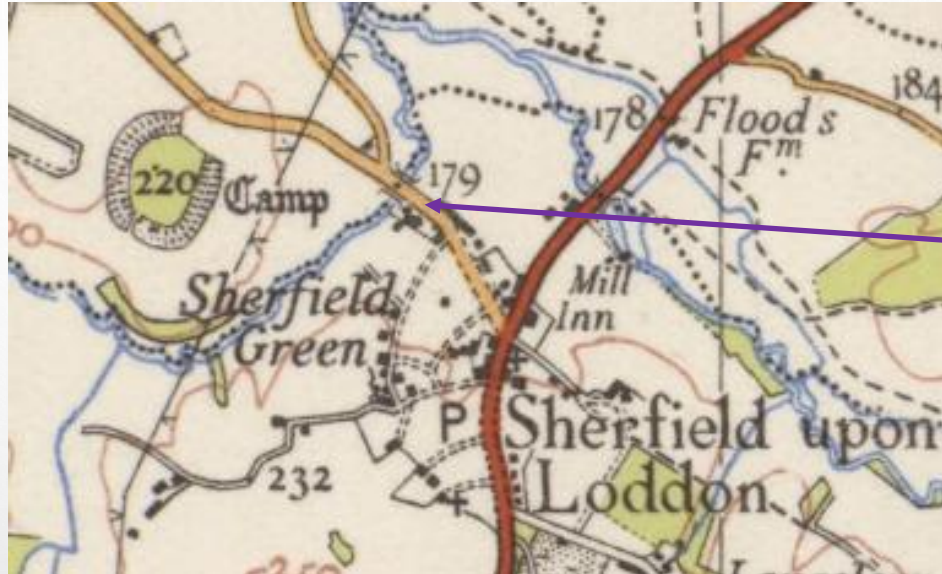 184
178
Flood's
Fm.
220
Camp
179
Sherfield
Green
Mill
Inn
P
Sherfield upon
Loddon
232